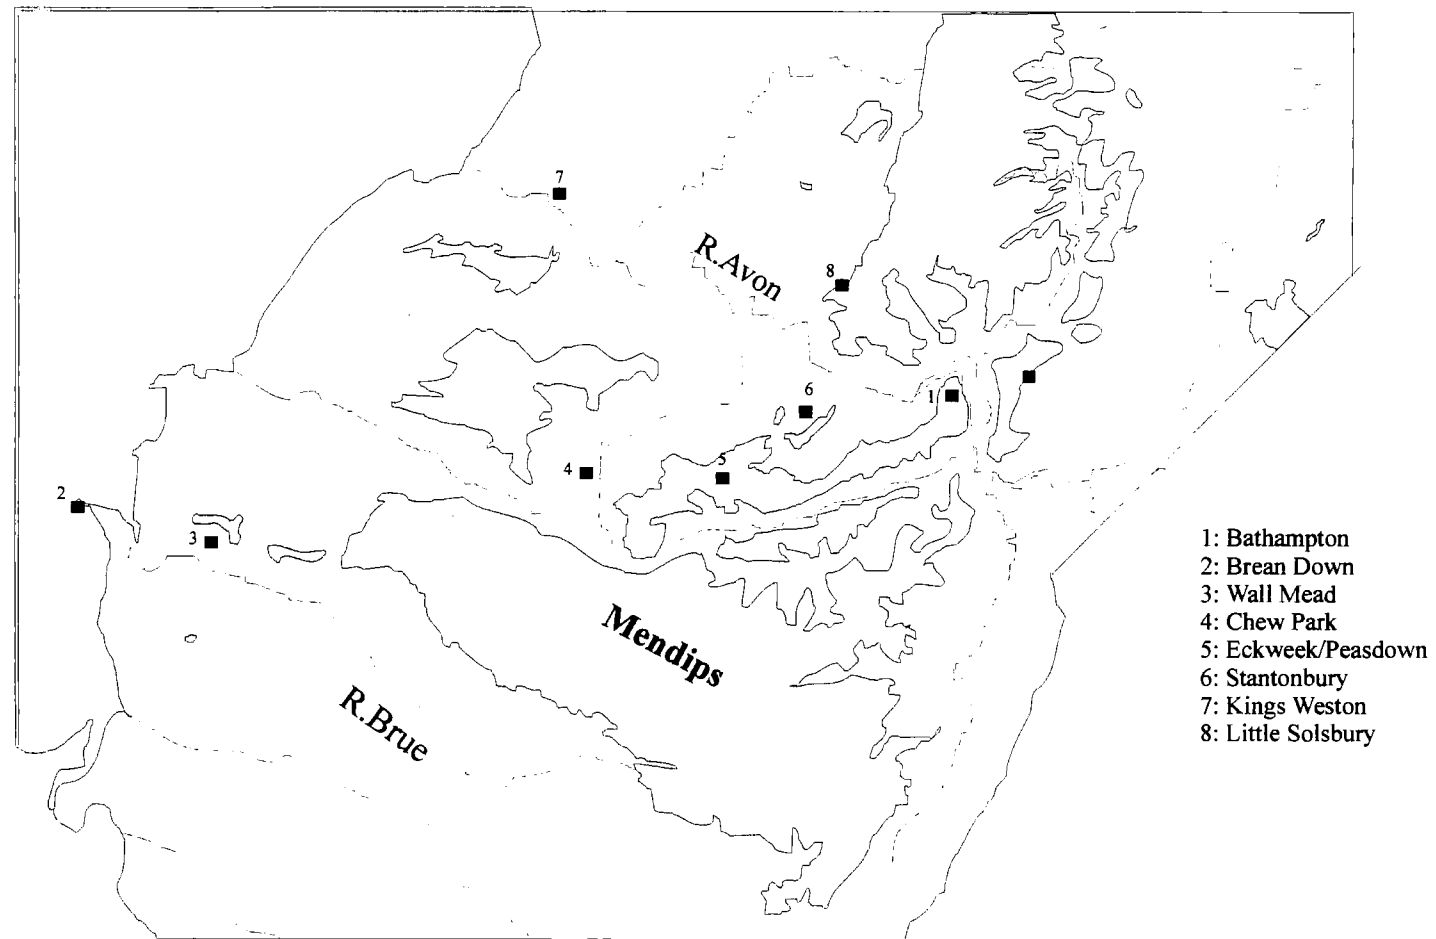 7
R.Avon
8
6
1
5
4
2
3
Mendips
R.Brue
1: Bathampton
2: Brean Down
3: Wall Mead
4: Chew Park
5: Eckweek/Peasdown
6: Stantonbury
7: Kings Weston
8: Little Solsbury